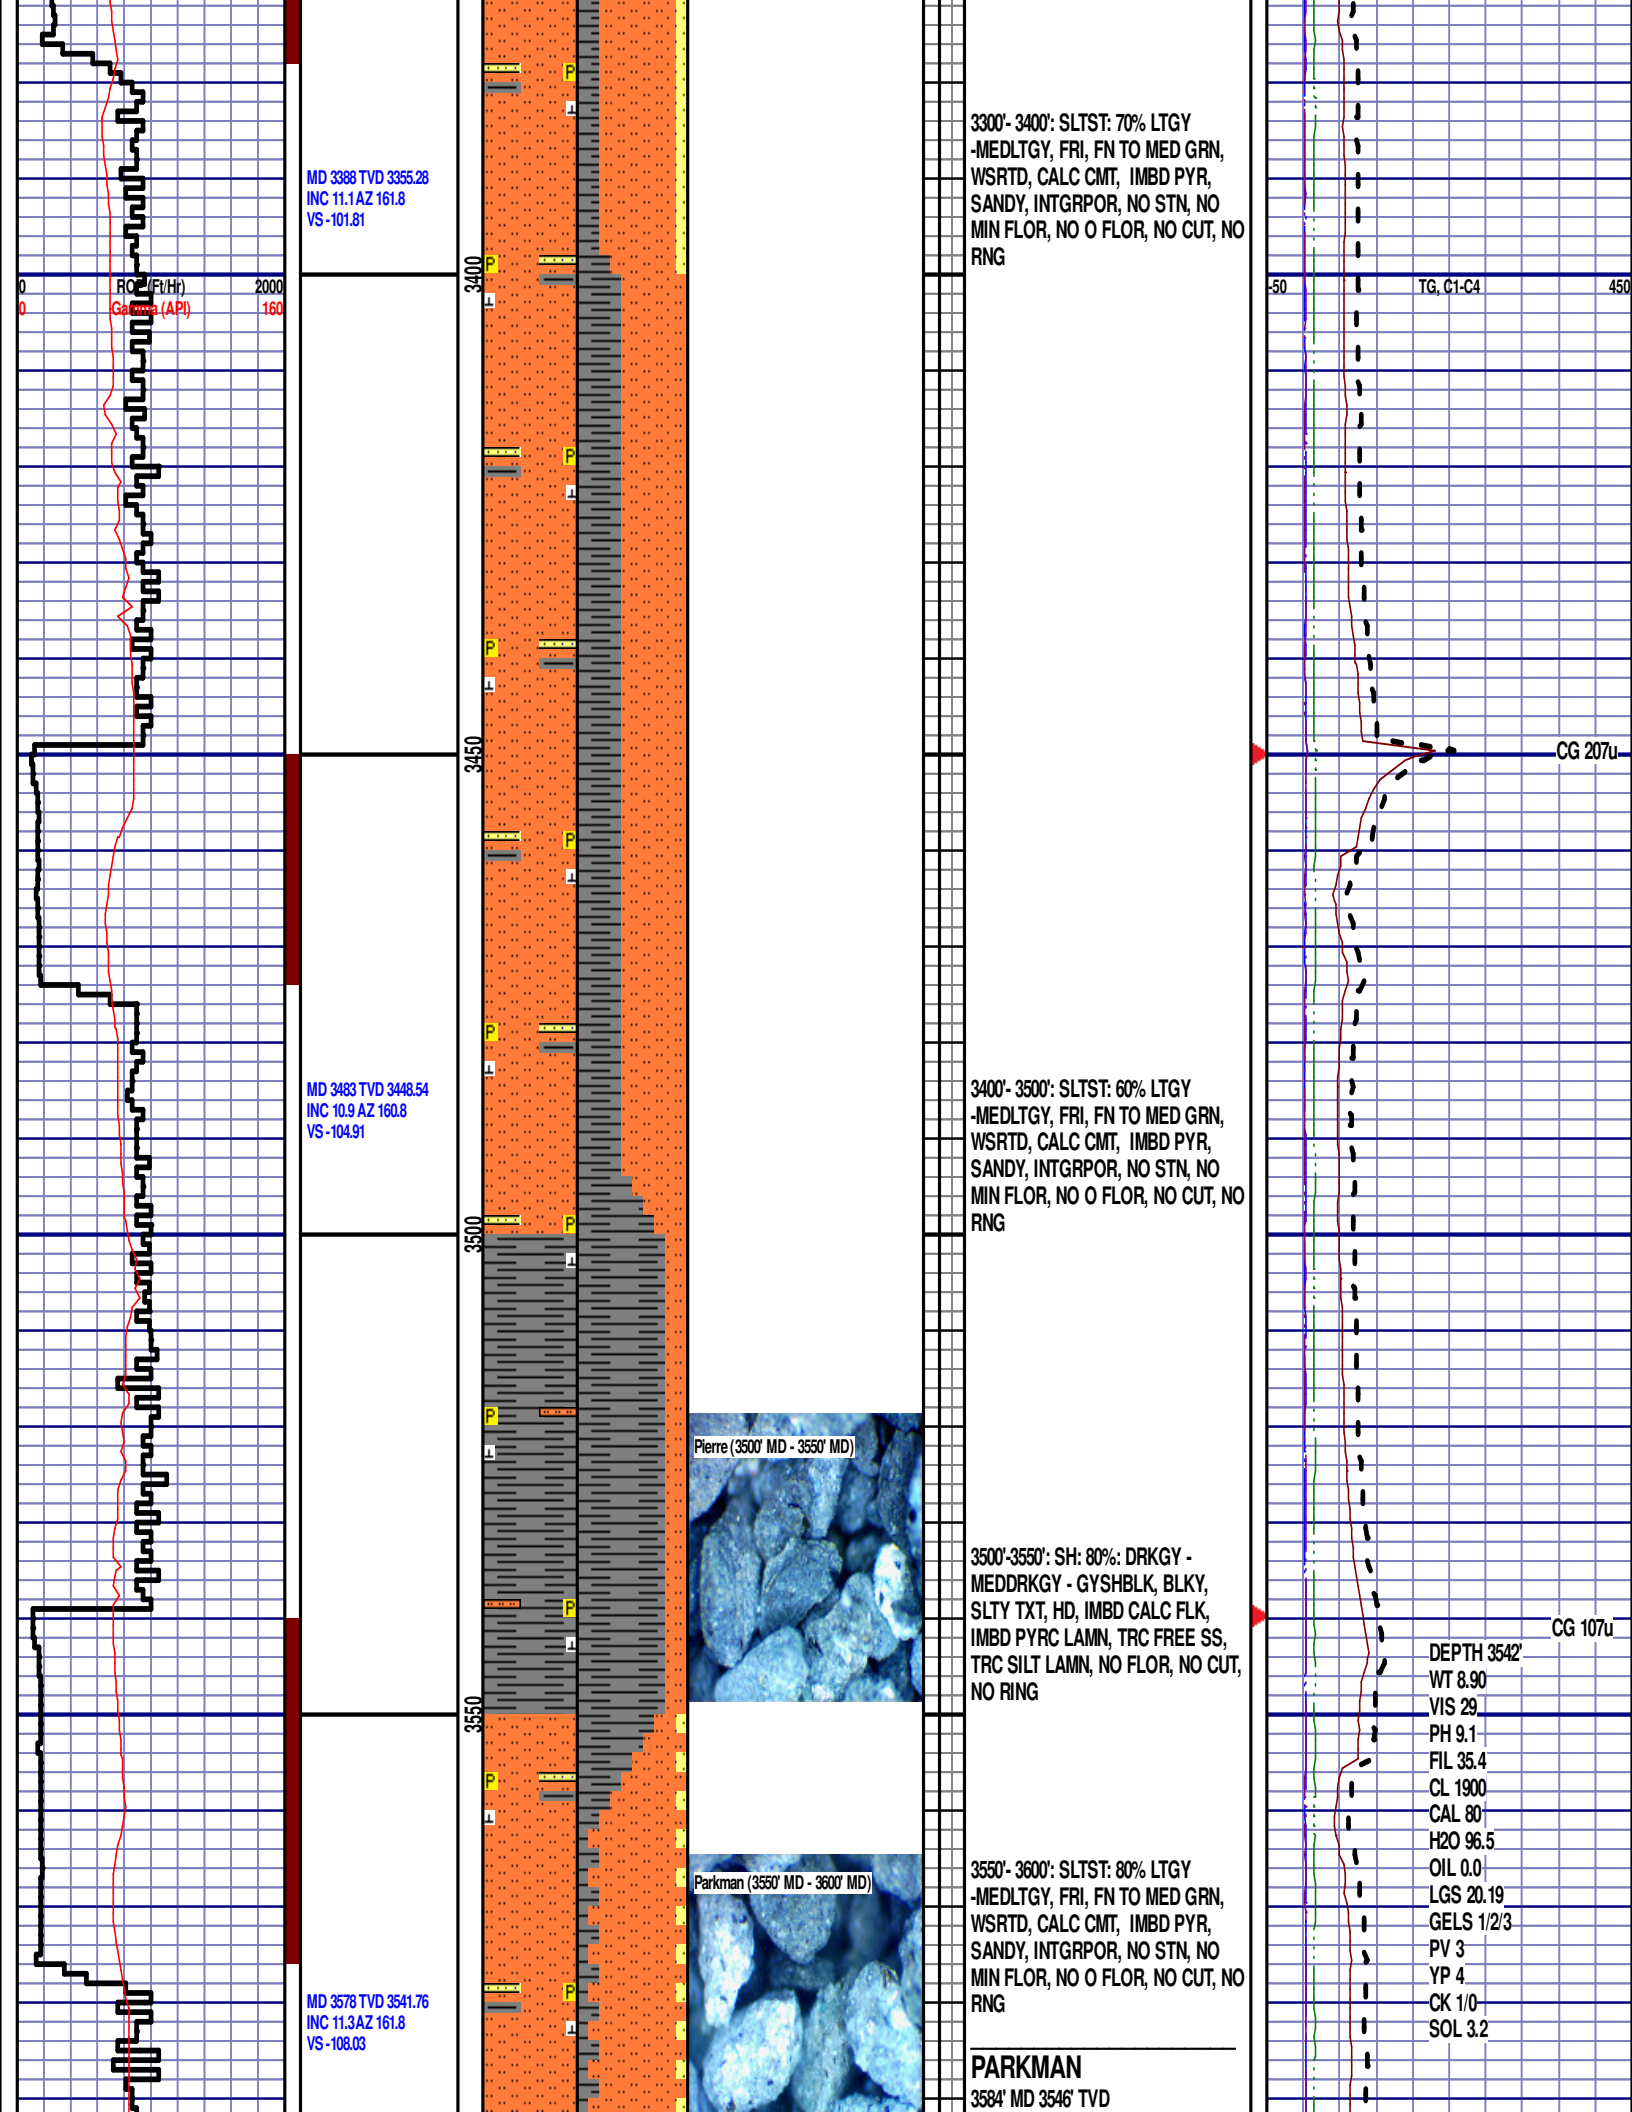 3300'- 3400': SLTST: 70% LTGY
-MEDLTGY, FRI, FN TO MED GRN,
WSRTD, CALC CMT, IMBD PYR,
SANDY, INTGRPOR, NO STN, NO
MIN FLOR, NO O FLOR, NO CUT, NO
RNG
MD 3388 TVD 3355.28
INC 11.1 AZ 161.8
VS -101.81
3400
0 (Ft/Hr) 2000
0 Gamma (API) 160
-50 TG, C1-C4 450
3450
CG 207u
MD 3483 TVD 3448.54
INC 10.9 AZ 160.8
VS -104.91
3400'- 3500': SLTST: 60% LTGY
-MEDLTGY, FRI, FN TO MED GRN,
WSRTD, CALC CMT, IMBD PYR,
SANDY, INTGRPOR, NO STN, NO
MIN FLOR, NO O FLOR, NO CUT, NO
RNG
3500
Pierre (3500' MD - 3550' MD)
3500'-3550': SH: 80%: DRKGY -
MEDDRKGY - GYSHBLK, BLKY,
SLTY TXT, HD, IMBD CALC FLK,
IMBD PYRC LAMN, TRC FREE SS,
TRC SILT LAMN, NO FLOR, NO CUT,
NO RING
CG 107u
DEPTH 3542'
WT 8.90
VIS 29
PH 9.1
FIL 35.4
CL 1900
CAL 80
H2O 96.5
OIL 0.0
LGS 20.19
GELS 1/2/3
PV 3
YP 4
CK 1/0
SOL 3.2
3550
Parkman (3550' MD - 3600' MD)
3550'- 3600': SLTST: 80% LTGY
-MEDLTGY, FRI, FN TO MED GRN,
WSRTD, CALC CMT, IMBD PYR,
SANDY, INTGRPOR, NO STN, NO
MIN FLOR, NO O FLOR, NO CUT, NO
RNG
MD 3578 TVD 3541.76
INC 11.3 AZ 161.8
VS -108.03
PARKMAN
3584' MD 3546' TVD
P
P
P
P
P
P
P
P
P
P
P